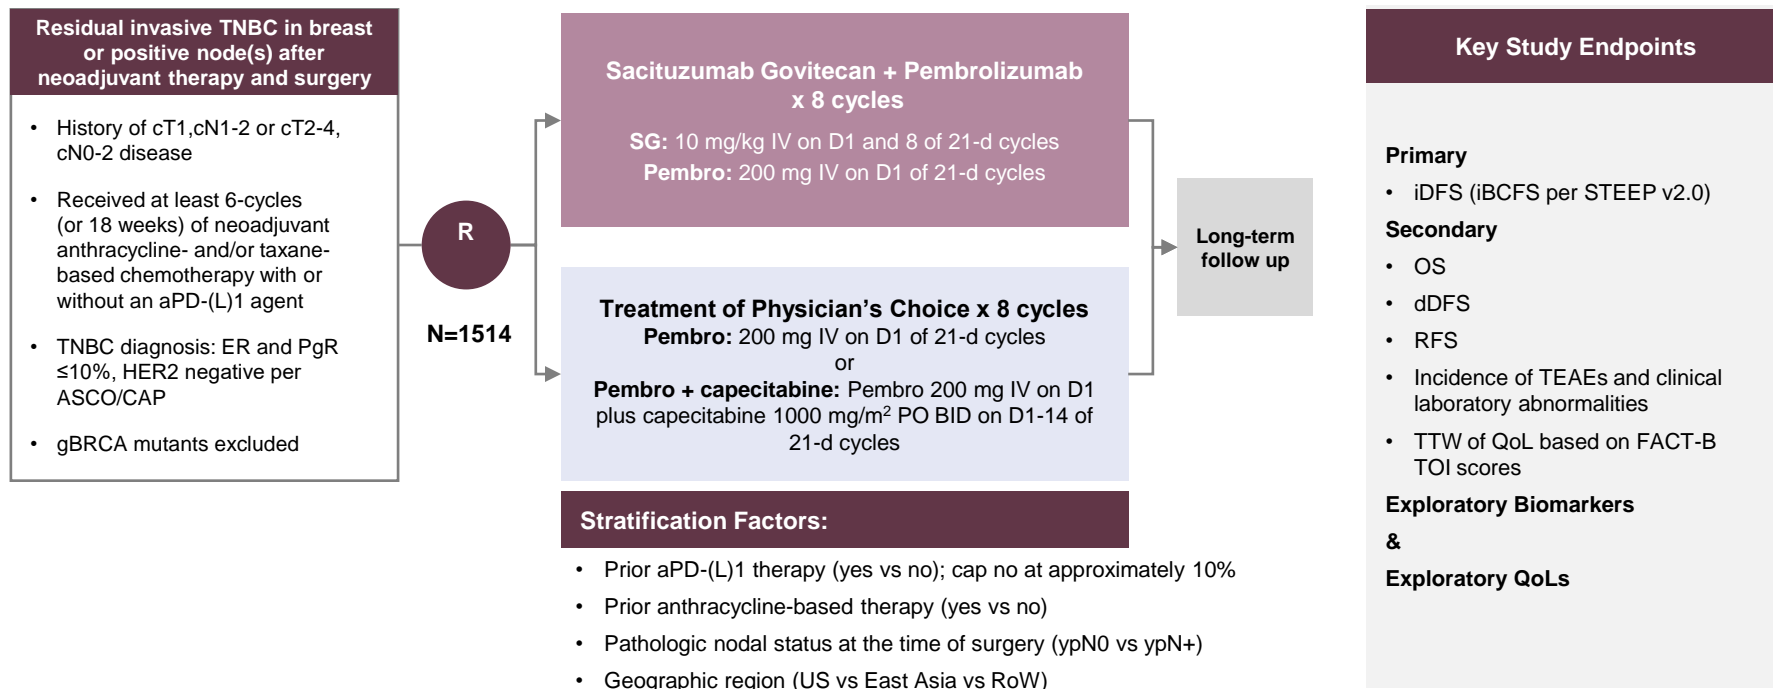 Residual invasive TNBC in breast
or positive node(s) after
neoadjuvant therapy and surgery
• History of cT1,cN1-2 or cT2-4,
cN0-2 disease
• Received at least 6-cycles
(or 18 weeks) of neoadjuvant
anthracycline- and/or taxane-
based chemotherapy with or
without an aPD-(L)1 agent
• TNBC diagnosis: ER and PgR
≤10%, HER2 negative per
ASCO/CAP
• gBRCA mutants excluded
R
N=1514
Sacituzumab Govitecan + Pembrolizumab
x 8 cycles
SG: 10 mg/kg IV on D1 and 8 of 21-d cycles
Pembro: 200 mg IV on D1 of 21-d cycles
Treatment of Physician’s Choice x 8 cycles
Pembro: 200 mg IV on D1 of 21-d cycles
or
Pembro + capecitabine: Pembro 200 mg IV on D1
plus capecitabine 1000 mg/m² PO BID on D1-14 of
21-d cycles
Stratification Factors:
• Prior aPD-(L)1 therapy (yes vs no); cap no at approximately 10%
• Prior anthracycline-based therapy (yes vs no)
• Pathologic nodal status at the time of surgery (ypN0 vs ypN+)
• Geographic region (US vs East Asia vs RoW)
Long-term
follow up
Key Study Endpoints
Primary
• iDFS (iBCFS per STEEP v2.0)
Secondary
• OS
• dDFS
• RFS
• Incidence of TEAEs and clinical
laboratory abnormalities
• TTW of QoL based on FACT-B
TOI scores
Exploratory Biomarkers
&
Exploratory QoLs